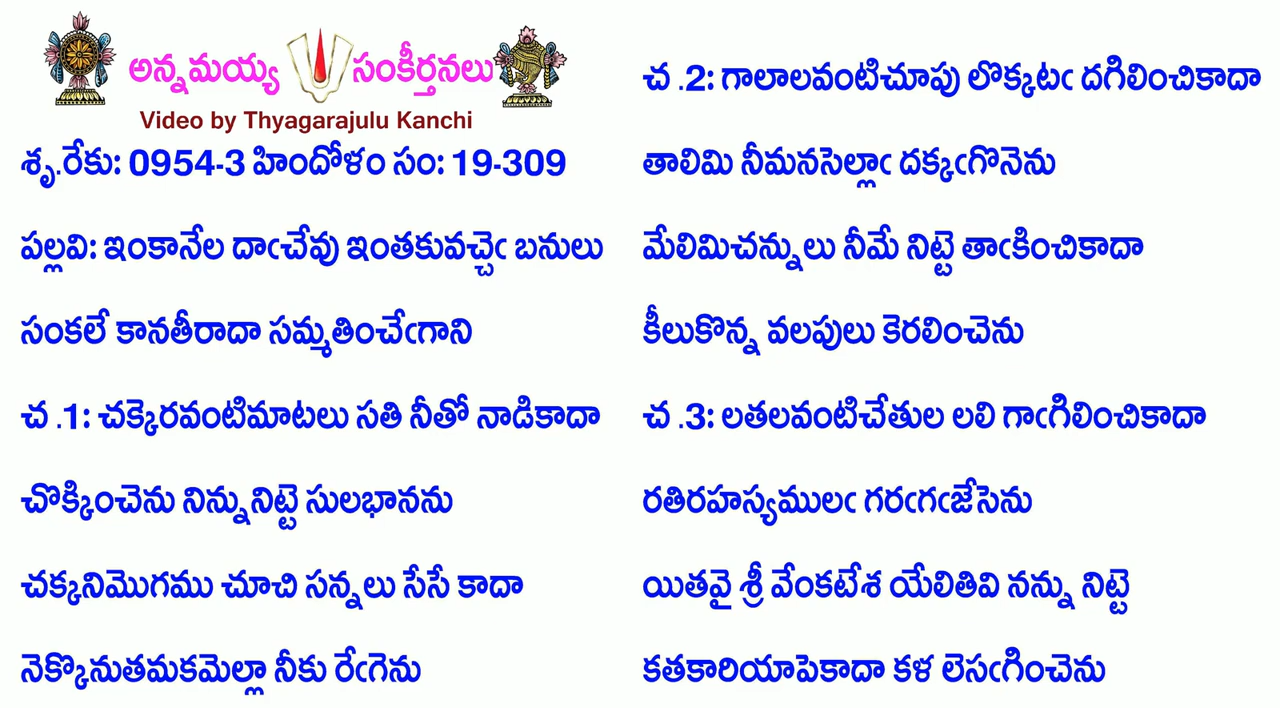 అన్నమయ్య సంకీర్తనలు
Video by Thyagarajulu Kanchi
శృ.రేకు: 0954-3 హిందోళం సం: 19-309
పల్లవి: ఇంకానేల దాఁచేవు ఇంతకువచ్చెఁ బనులు
సంకలే కానతీరాదా సమ్మతించేఁగాని
చ .1: చక్కెరవంటిమాటలు సతి నీతో నాడికాదా
చొక్కించెను నిన్నునిట్టె సులభానను
చక్కనిమొగము చూచి సన్నలు సేసే కాదా
నెక్కొనుతమకమెల్లా నీకు రేఁగెను
చ .2: గాలాలవంటిచూపు లొక్కటఁ దగిలించికాదా
తాలిమి నీమనసెల్లాఁ దక్కఁగొనెను
మేలిమిచన్నులు నీమే నిట్టె తాఁకించికాదా
కీలుకొన్న వలపులు కెరలించెను
చ .3: లతలవంటిచేతుల లలి గాఁగిలించికాదా
రతిరహస్యములఁ గరఁగఁజేసెను
యితవై శ్రీ వేంకటేశ యేలితివి నన్ను నిట్టె
కతకారియాపెకాదా కళ లెసఁగించెను